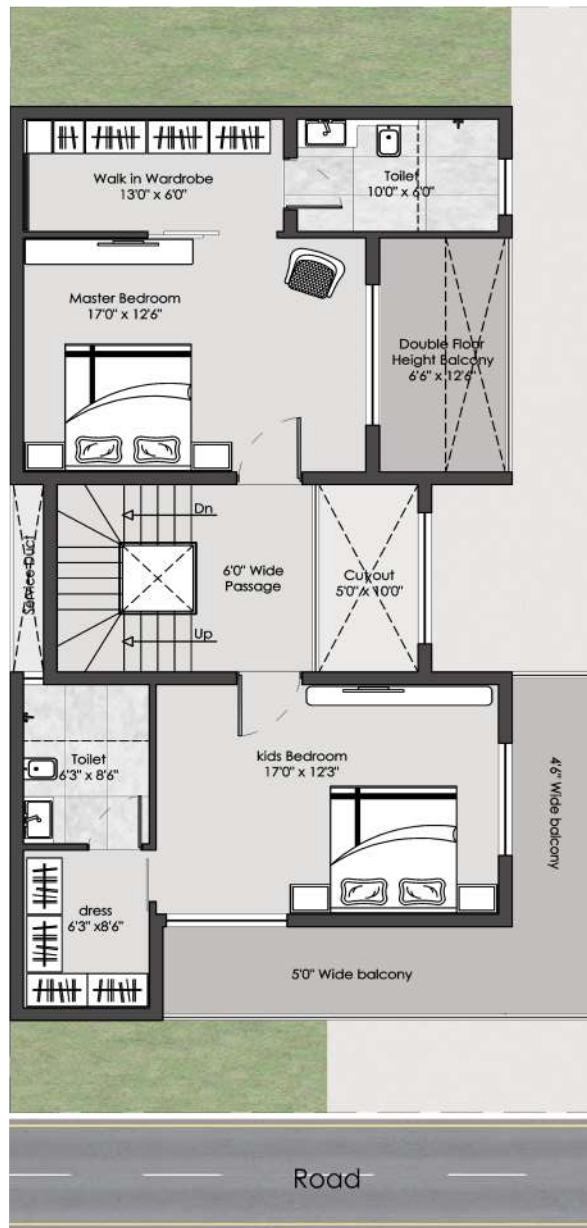 Walk in Wardrobe
13'0" x 6'0"
Toilet
10'0" x 6'0"
Master Bedroom
17'0" x 12'6"
Double Floor
Height Balcony
6'6" x 12'6"
Service Duct
Dn
6'0" Wide
Passage
Up
Cutout
5'0" x 10'0"
Toilet
6'3" x 8'6"
kids Bedroom
17'0" x 12'3"
4'6" Wide balcony
dress
6'3" x8'6"
5'0" Wide balcony
Road